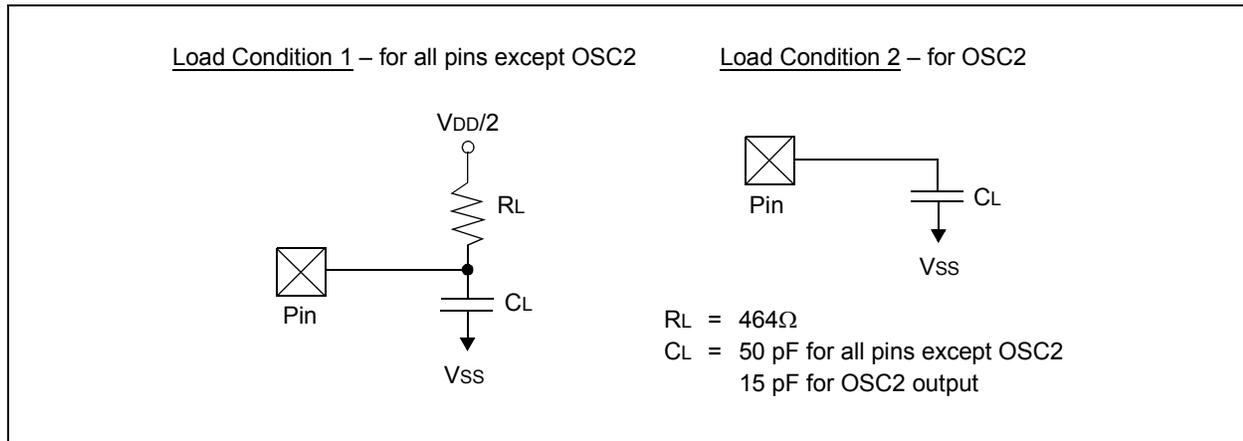 Load Condition 1 – for all pins except OSC2
VDD/2
RL
Pin
CL
VSS
Load Condition 2 – for OSC2
Pin
CL
VSS
RL = 464Ω
CL = 50 pF for all pins except OSC2
15 pF for OSC2 output